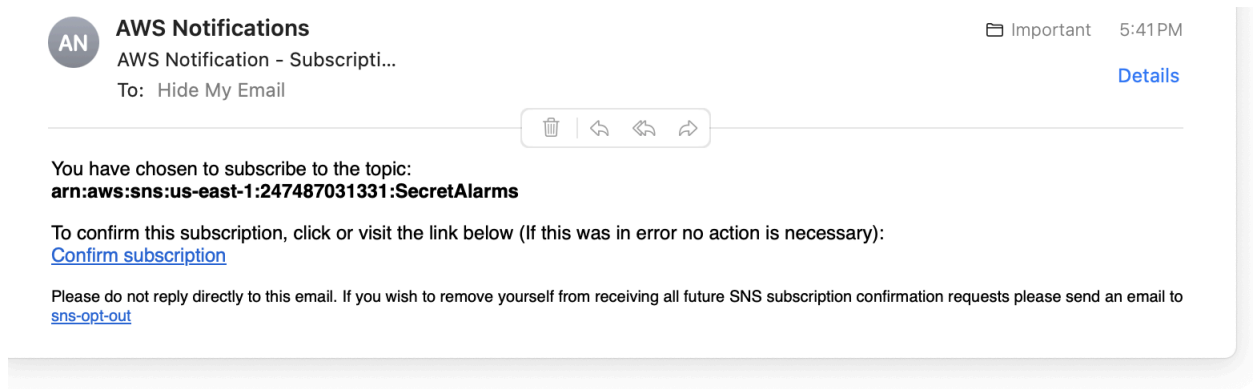 AN
AWS Notifications
Important 5:41 PM
AWS Notification - Subscripti...
Details
To: Hide My Email
You have chosen to subscribe to the topic:
arn:aws:sns:us-east-1:247487031331:SecretAlarms
To confirm this subscription, click or visit the link below (If this was in error no action is necessary):
Confirm subscription
Please do not reply directly to this email. If you wish to remove yourself from receiving all future SNS subscription confirmation requests please send an email to
sns-opt-out